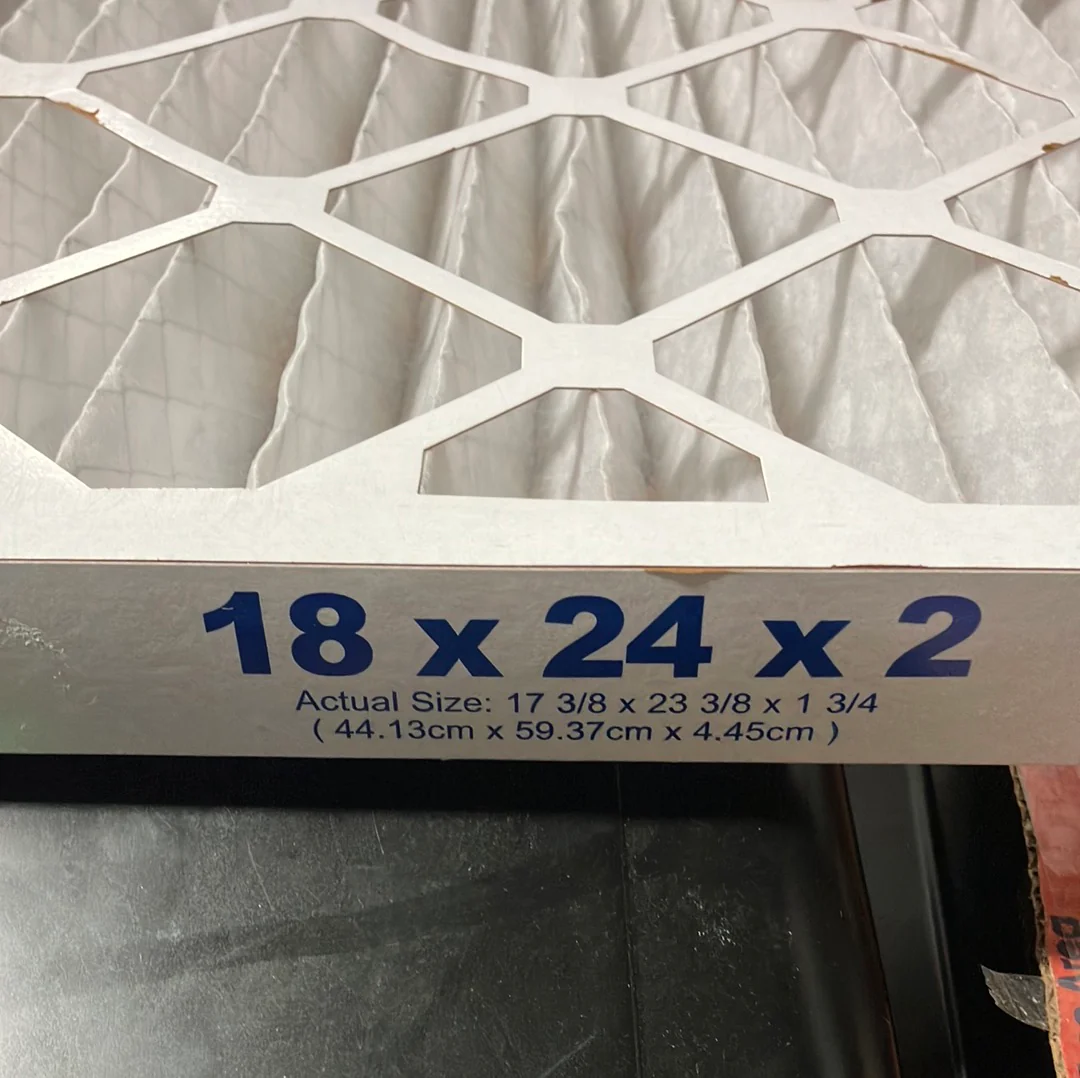 18 x 24 x 2
Actual Size: 17 3/8 x 23 3/8 x 1 3/4
( 44.13cm x 59.37cm x 4.45cm )
Area